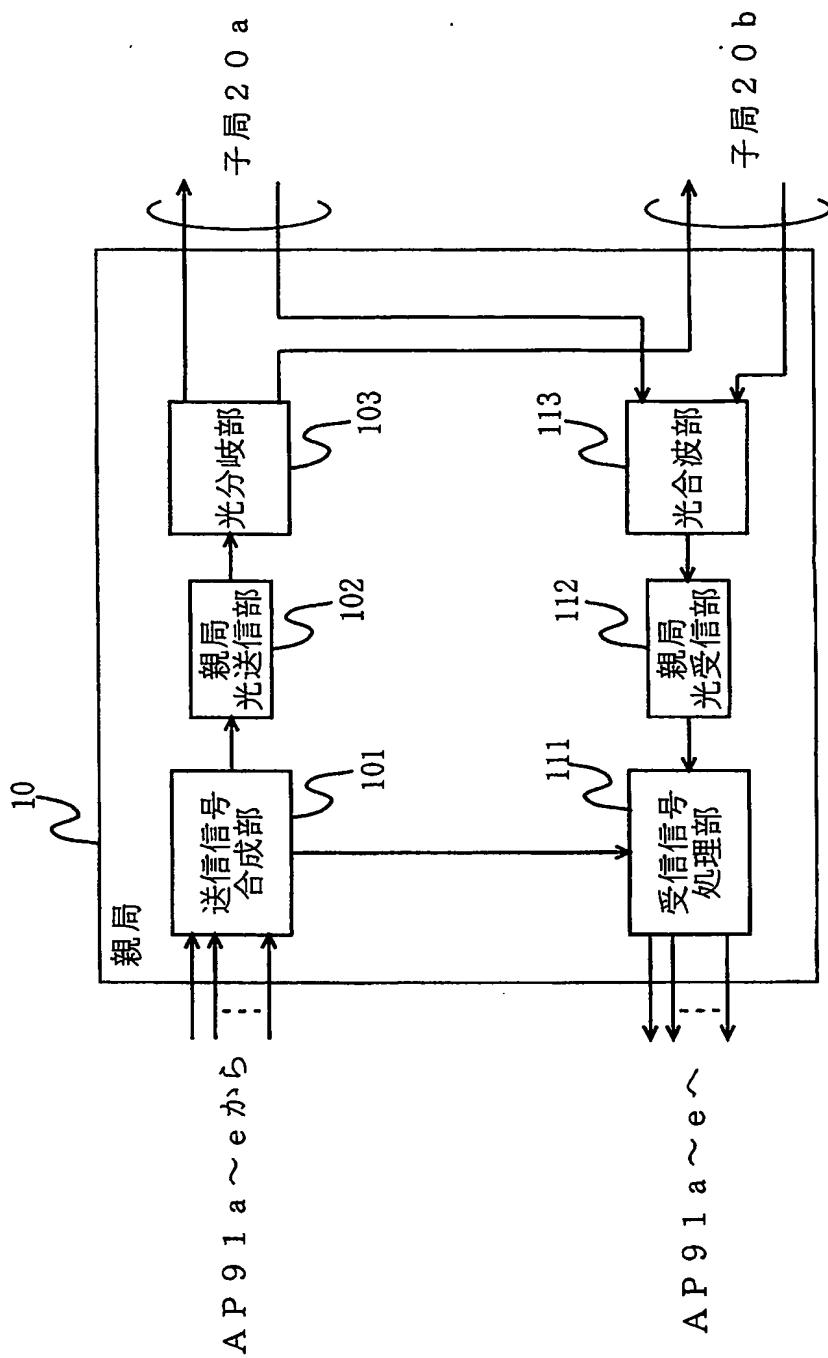 10
親局
AP91a～eから
送信信号
合成部
101
親局
光送信部
102
光分岐部
103
子局20a
AP91a～eへ
受信信号
処理部
111
親局
光受信部
112
光合波部
113
子局20b